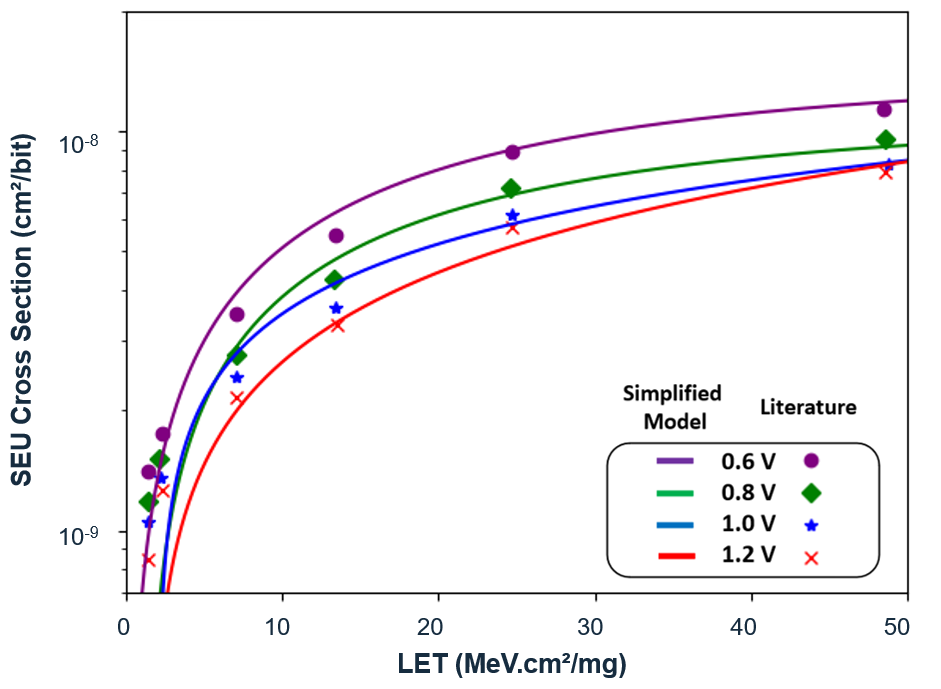 SEU Cross Section (cm²/bit)
10⁻⁸
10⁻⁹
Simplified
Model
Literature
0.6 V
0.8 V
1.0 V
1.2 V
0 10 20 30 40 50
LET (MeV.cm²/mg)